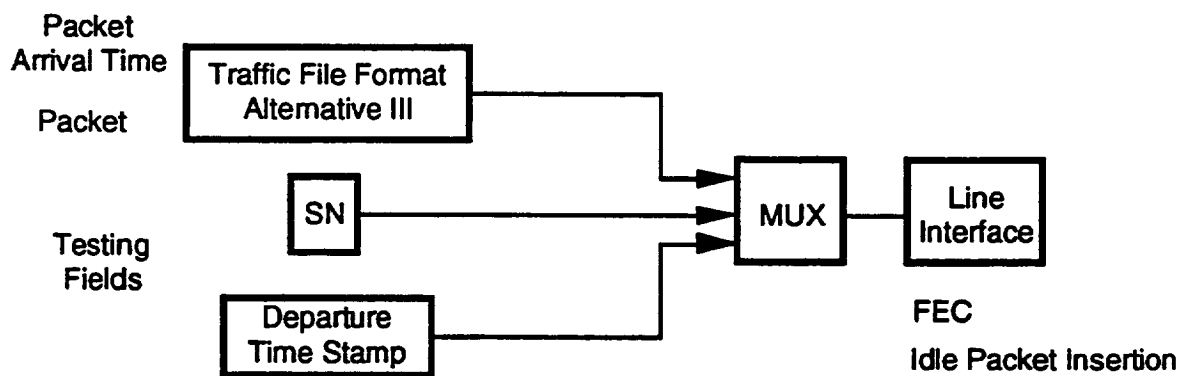 Packet
Arrival Time
Packet
Traffic File Format
Alternative III
SN
Testing
Fields
Departure
Time Stamp
MUX
Line
Interface
FEC
Idle Packet Insertion